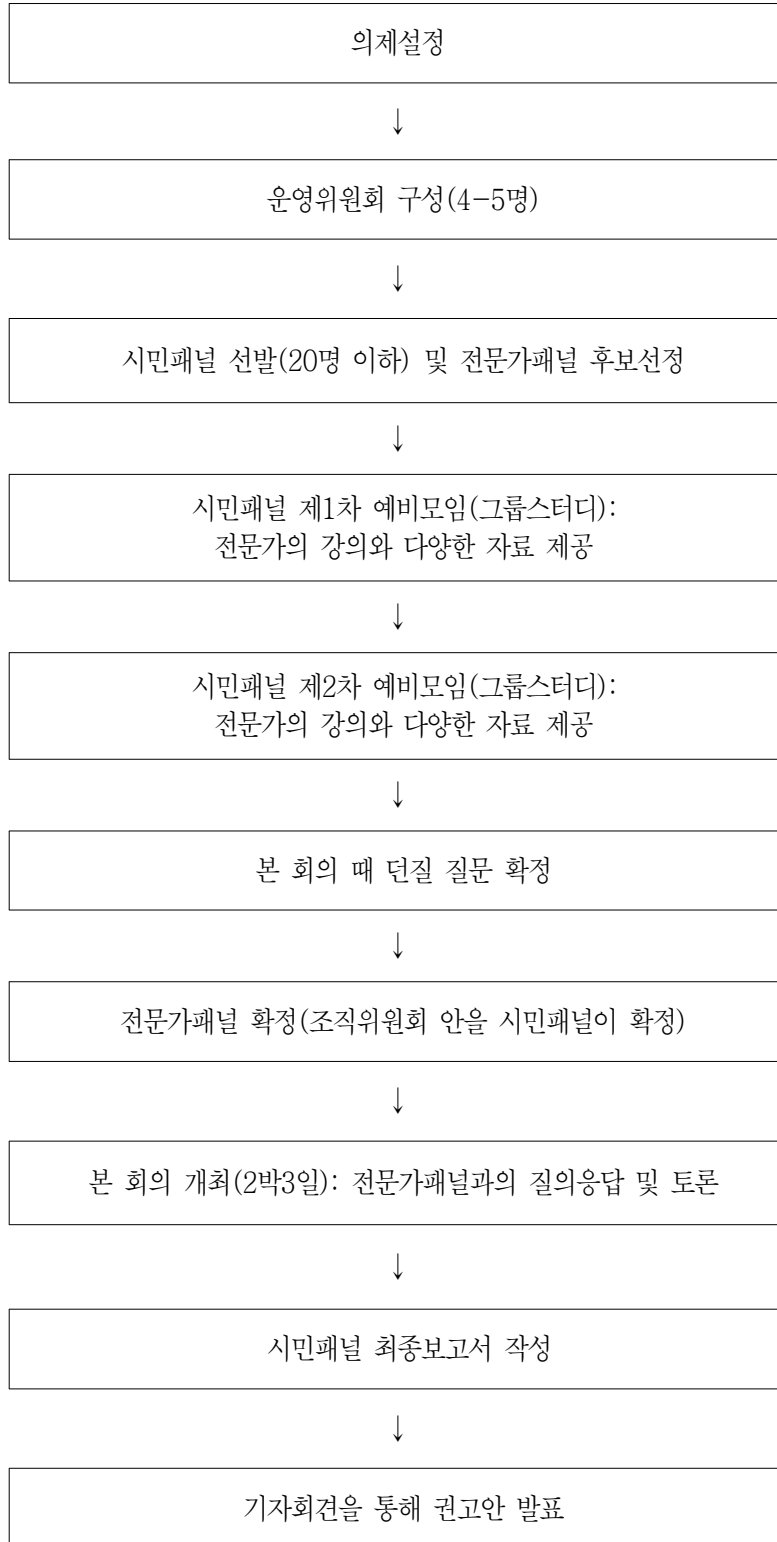 의제설정
↓
운영위원회 구성(4-5명)
↓
시민패널 선발(20명 이하) 및 전문가패널 후보선정
↓
시민패널 제1차 예비모임(그룹스터디):
전문가의 강의와 다양한 자료 제공
↓
시민패널 제2차 예비모임(그룹스터디):
전문가의 강의와 다양한 자료 제공
↓
본 회의 때 던질 질문 확정
↓
전문가패널 확정(조직위원회 안을 시민패널이 확정)
↓
본 회의 개최(2박3일): 전문가패널과의 질의응답 및 토론
↓
시민패널 최종보고서 작성
↓
기자회견을 통해 권고안 발표